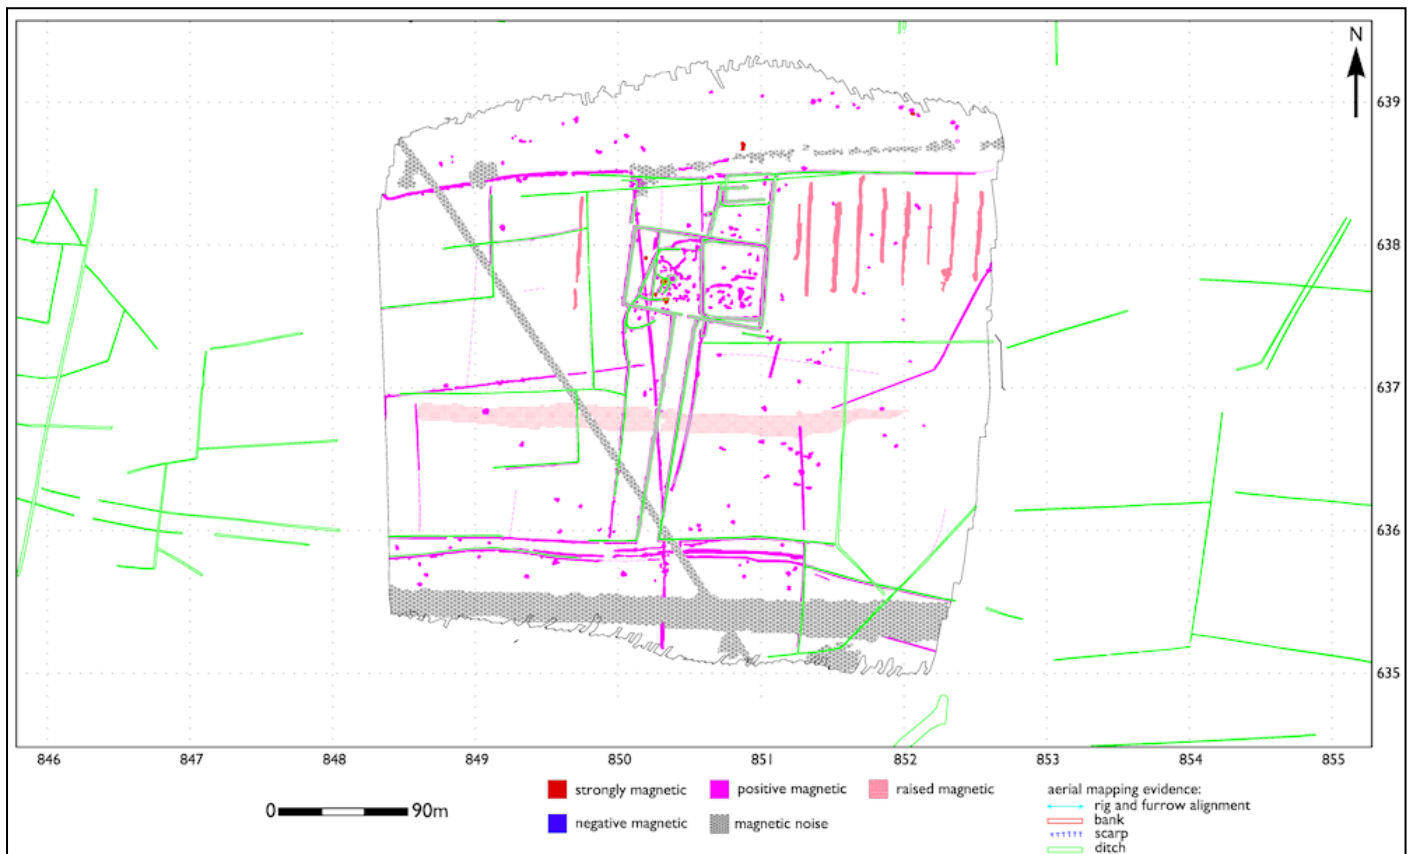 N
639
638
637
636
635
846 847 848 849 850 851 852 853 854 855
0 90m
strongly magnetic positive magnetic raised magnetic
negative magnetic magnetic noise
aerial mapping evidence:
rig and furrow alignment
bank
scarp
ditch